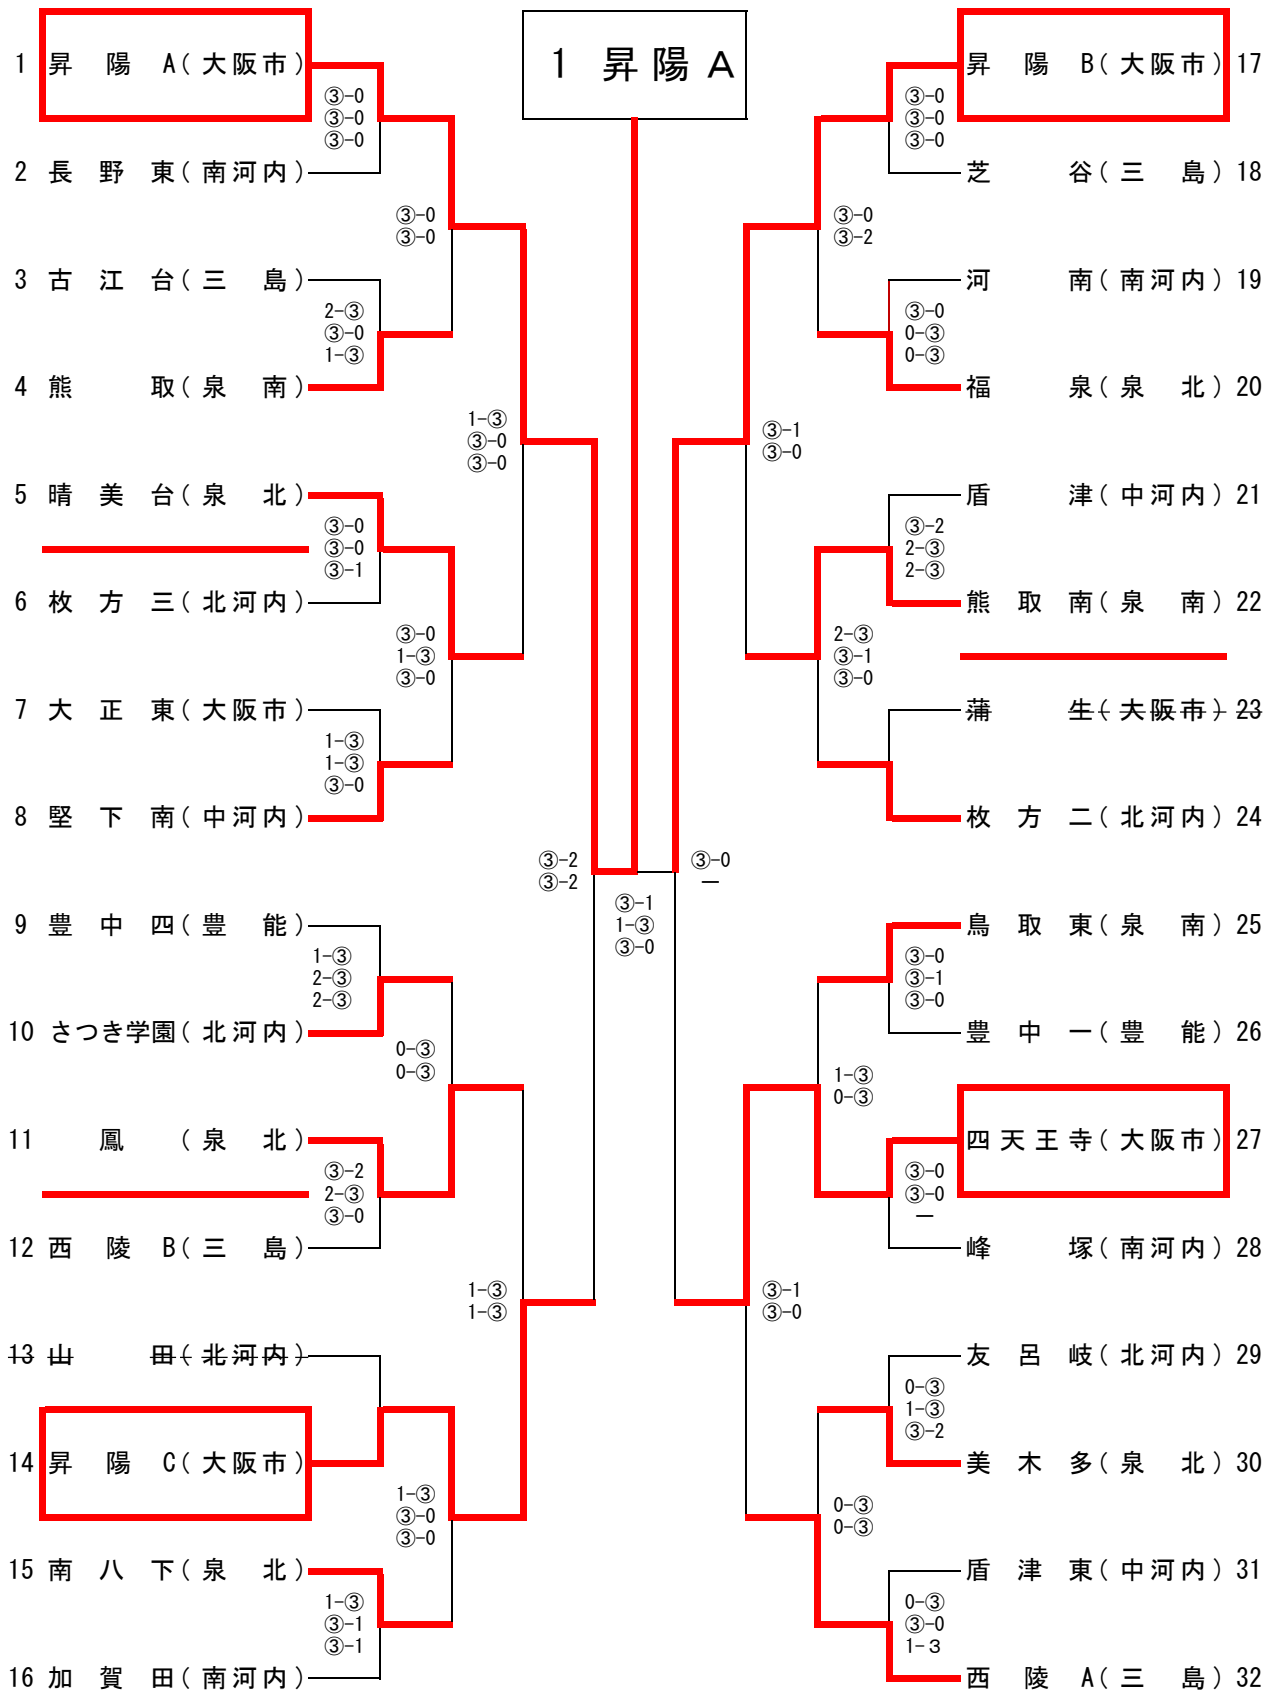 1 昇陽A
1 昇陽A(大阪市)
③-0
③-0
③-0
2 長野東(南河内)
③-0
③-0
3 古江台(三島)
2-③
③-0
1-③
4 熊取(泉南)
1-③
③-0
③-0
5 晴美台(泉北)
③-0
③-0
③-1
6 枚方三(北河内)
③-0
1-③
③-0
7 大正東(大阪市)
1-③
1-③
③-0
8 堅下南(中河内)
③-2
③-2
9 豊中四(豊能)
1-③
2-③
2-③
10 さつき学園(北河内)
0-③
0-③
11 鳳(泉北)
③-2
2-③
③-0
12 西陵B(三島)
1-③
1-③
13 山田(北河内)
14 昇陽C(大阪市)
1-③
③-0
③-0
15 南八下(泉北)
1-③
③-1
③-1
16 加賀田(南河内)
③-1
1-③
③-0
昇陽B(大阪市) 17
③-0
③-0
③-0
芝谷(三島) 18
③-0
③-2
河南(南河内) 19
③-0
0-③
0-③
福泉(泉北) 20
③-1
③-0
盾津(中河内) 21
③-2
2-③
2-③
熊取南(泉南) 22
2-③
③-1
③-0
蒲生(大阪市) 23
枚方二(北河内) 24
③-0
―
鳥取東(泉南) 25
③-0
③-1
③-0
豊中一(豊能) 26
1-③
0-③
四天王寺(大阪市) 27
③-0
③-0
―
峰塚(南河内) 28
③-1
③-0
友呂岐(北河内) 29
0-③
1-③
③-2
美木多(泉北) 30
0-③
0-③
盾津東(中河内) 31
0-③
③-0
1-3
西陵A(三島) 32